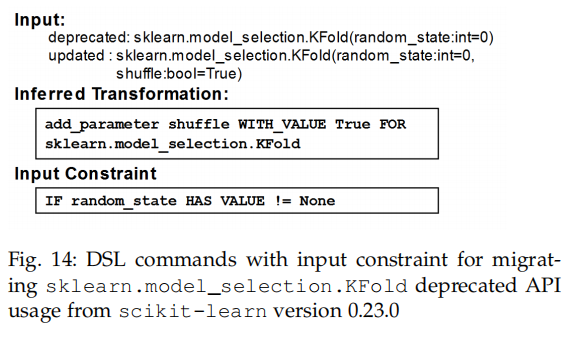 Input:
deprecated: sklearn.model_selection.KFold(random_state:int=0)
updated : sklearn.model_selection.KFold(random_state:int=0,
shuffle:bool=True)
Inferred Transformation:
add_parameter shuffle WITH_VALUE True FOR
sklearn.model_selection.KFold
Input Constraint
IF random_state HAS VALUE != None
Fig. 14: DSL commands with input constraint for migrat-
ing sklearn.model_selection.KFold deprecated API
usage from scikit-learn version 0.23.0